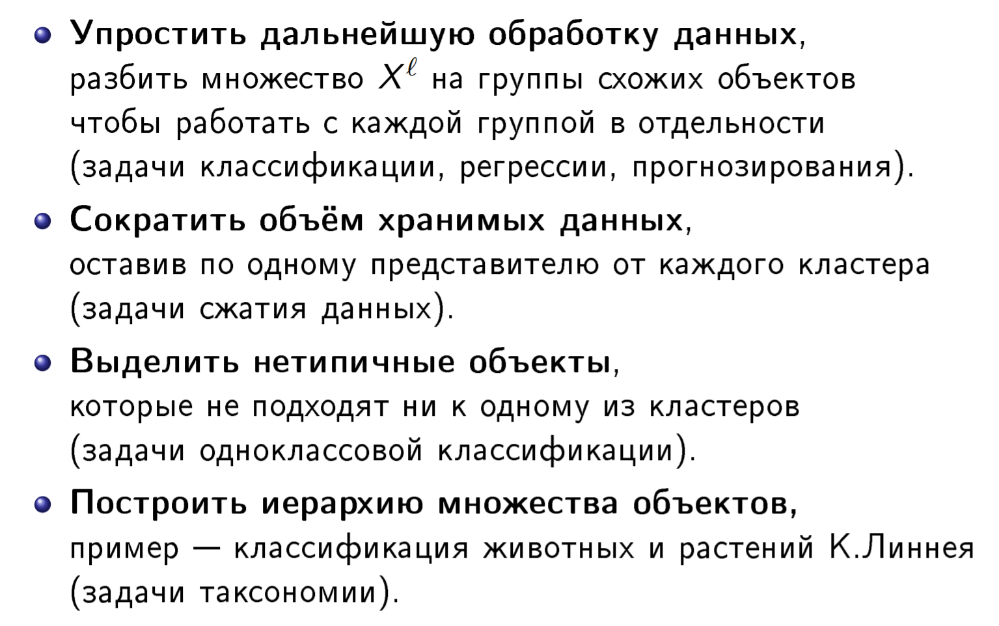 • Упростить дальнейшую обработку данных,
разбить множество X^ℓ на группы схожих объектов
чтобы работать с каждой группой в отдельности
(задачи классификации, регрессии, прогнозирования).
• Сократить объём хранимых данных,
оставив по одному представителю от каждого кластера
(задачи сжатия данных).
• Выделить нетипичные объекты,
которые не подходят ни к одному из кластеров
(задачи одноклассовой классификации).
• Построить иерархию множества объектов,
пример — классификация животных и растений К.Линнея
(задачи таксономии).